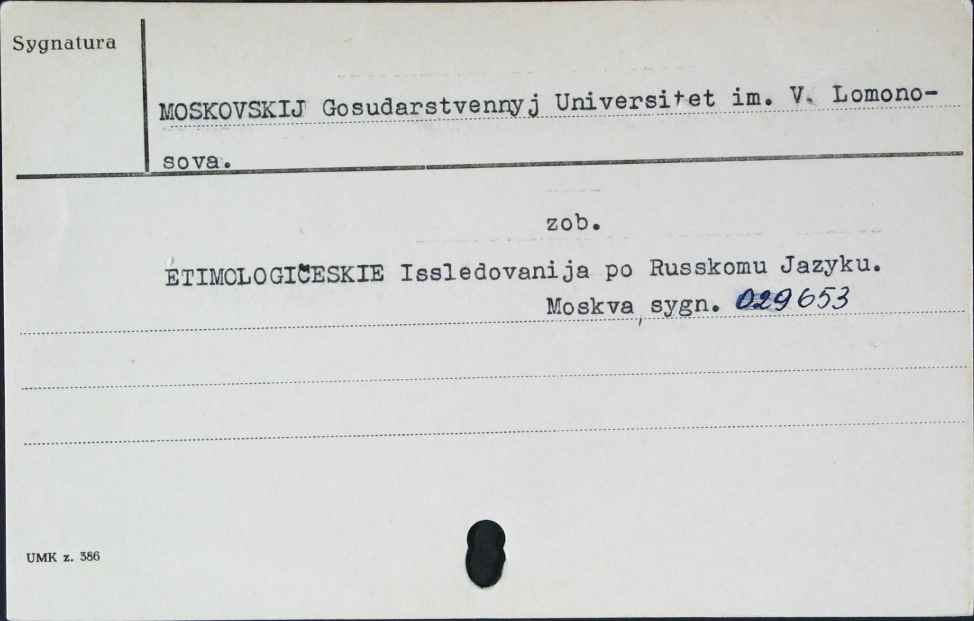 Sygnatura
MOSKOVSKIJ Gosudarstvennyj Universitet im. V. Lomono-
sova.
zob.
ETIMOLOGIČESKIE Issledovanija po Russkomu Jazyku.
Moskva, sygn. 029653
UMK z. 386